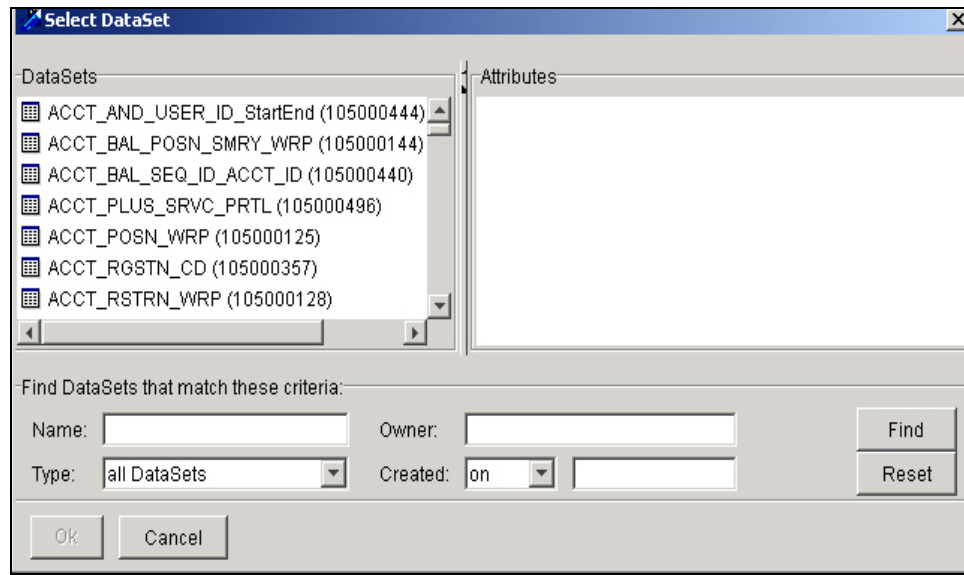 Select DataSet
DataSets
Attributes
ACCT_AND_USER_ID_StartEnd (105000444)
ACCT_BAL_POSN_SMRY_WRP (105000144)
ACCT_BAL_SEQ_ID_ACCT_ID (105000440)
ACCT_PLUS_SRVC_PRTL (105000496)
ACCT_POSN_WRP (105000125)
ACCT_RGSTN_CD (105000357)
ACCT_RSTRN_WRP (105000128)
Find DataSets that match these criteria:
Name: Owner: Find
Type: all DataSets Created: on Reset
Ok Cancel